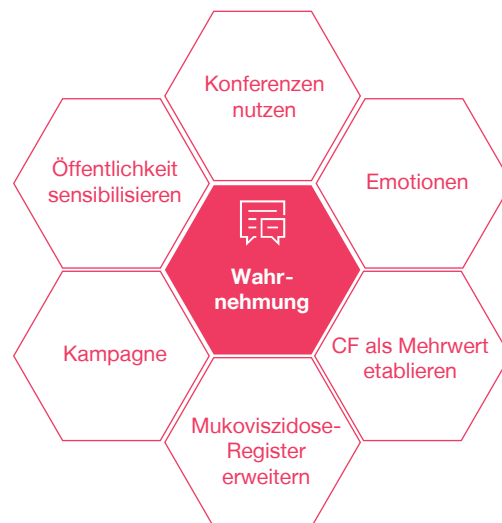 Konferenzen
nutzen
Öffentlichkeit
sensibilisieren
Emotionen
Wahr-
nehmung
Kampagne
CF als Mehrwert
etablieren
Mukoviszidose-
Register
erweitern